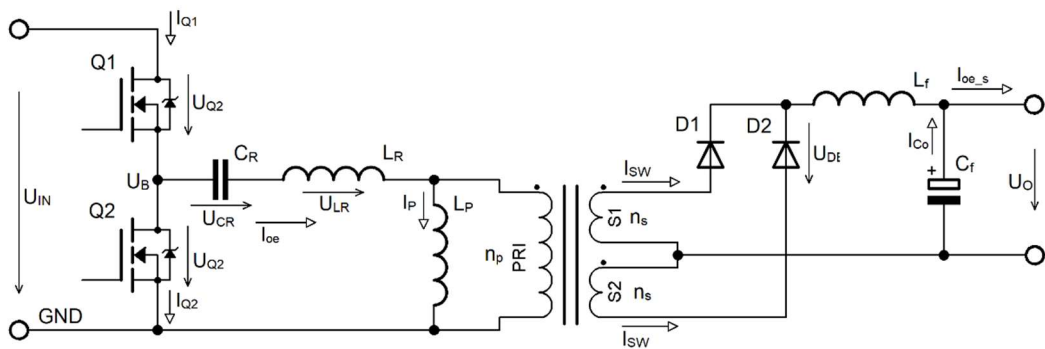 IQ1
Q1
UQ2
CR
LR
UB
UIN
UCR
ULR
Ioe
IP
LP
Q2
UQ2
IQ2
GND
np
PRI
S1
ns
S2
ns
ISW
ISW
D1
D2
UDE
Lf
Ioe_s
ICo
+
Cf
UO